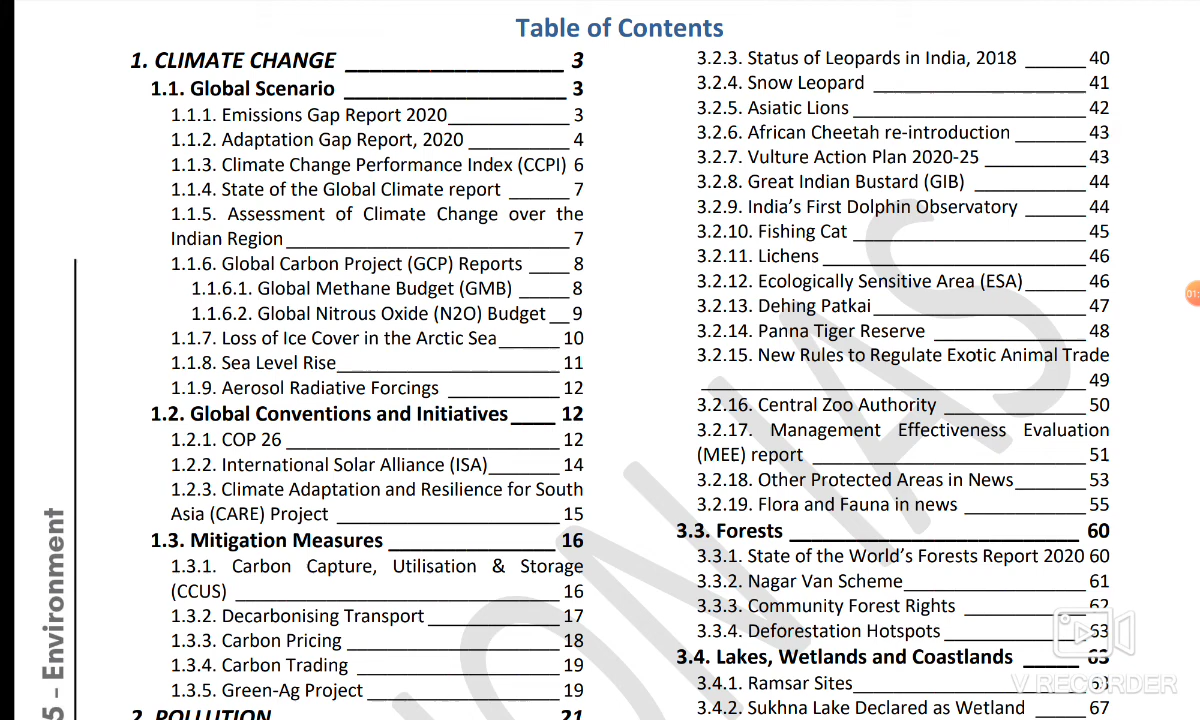 Table of Contents
1. CLIMATE CHANGE 3
1.1. Global Scenario 3
1.1.1. Emissions Gap Report 2020 3
1.1.2. Adaptation Gap Report, 2020 4
1.1.3. Climate Change Performance Index (CCPI) 6
1.1.4. State of the Global Climate report 7
1.1.5. Assessment of Climate Change over the
Indian Region 7
1.1.6. Global Carbon Project (GCP) Reports 8
1.1.6.1. Global Methane Budget (GMB) 8
1.1.6.2. Global Nitrous Oxide (N2O) Budget 9
1.1.7. Loss of Ice Cover in the Arctic Sea 10
1.1.8. Sea Level Rise 11
1.1.9. Aerosol Radiative Forcings 12
1.2. Global Conventions and Initiatives 12
1.2.1. COP 26 12
1.2.2. International Solar Alliance (ISA) 14
1.2.3. Climate Adaptation and Resilience for South
Asia (CARE) Project 15
1.3. Mitigation Measures 16
1.3.1. Carbon Capture, Utilisation & Storage
(CCUS) 16
1.3.2. Decarbonising Transport 17
1.3.3. Carbon Pricing 18
1.3.4. Carbon Trading 19
1.3.5. Green-Ag Project 19
2. POLLUTION 21
3.2.3. Status of Leopards in India, 2018 40
3.2.4. Snow Leopard 41
3.2.5. Asiatic Lions 42
3.2.6. African Cheetah re-introduction 43
3.2.7. Vulture Action Plan 2020-25 43
3.2.8. Great Indian Bustard (GIB) 44
3.2.9. India's First Dolphin Observatory 44
3.2.10. Fishing Cat 45
3.2.11. Lichens 46
3.2.12. Ecologically Sensitive Area (ESA) 46
3.2.13. Dehing Patkai 47
3.2.14. Panna Tiger Reserve 48
3.2.15. New Rules to Regulate Exotic Animal Trade
49
3.2.16. Central Zoo Authority 50
3.2.17. Management Effectiveness Evaluation
(MEE) report 51
3.2.18. Other Protected Areas in News 53
3.2.19. Flora and Fauna in news 55
3.3. Forests 60
3.3.1. State of the World's Forests Report 2020 60
3.3.2. Nagar Van Scheme 61
3.3.3. Community Forest Rights 62
3.3.4. Deforestation Hotspots
3.4. Lakes, Wetlands and Coastlands 63
3.4.1. Ramsar Sites
3.4.2. Sukhna Lake Declared as Wetland 67
5 - Environment
ION IAS
V RECORDER